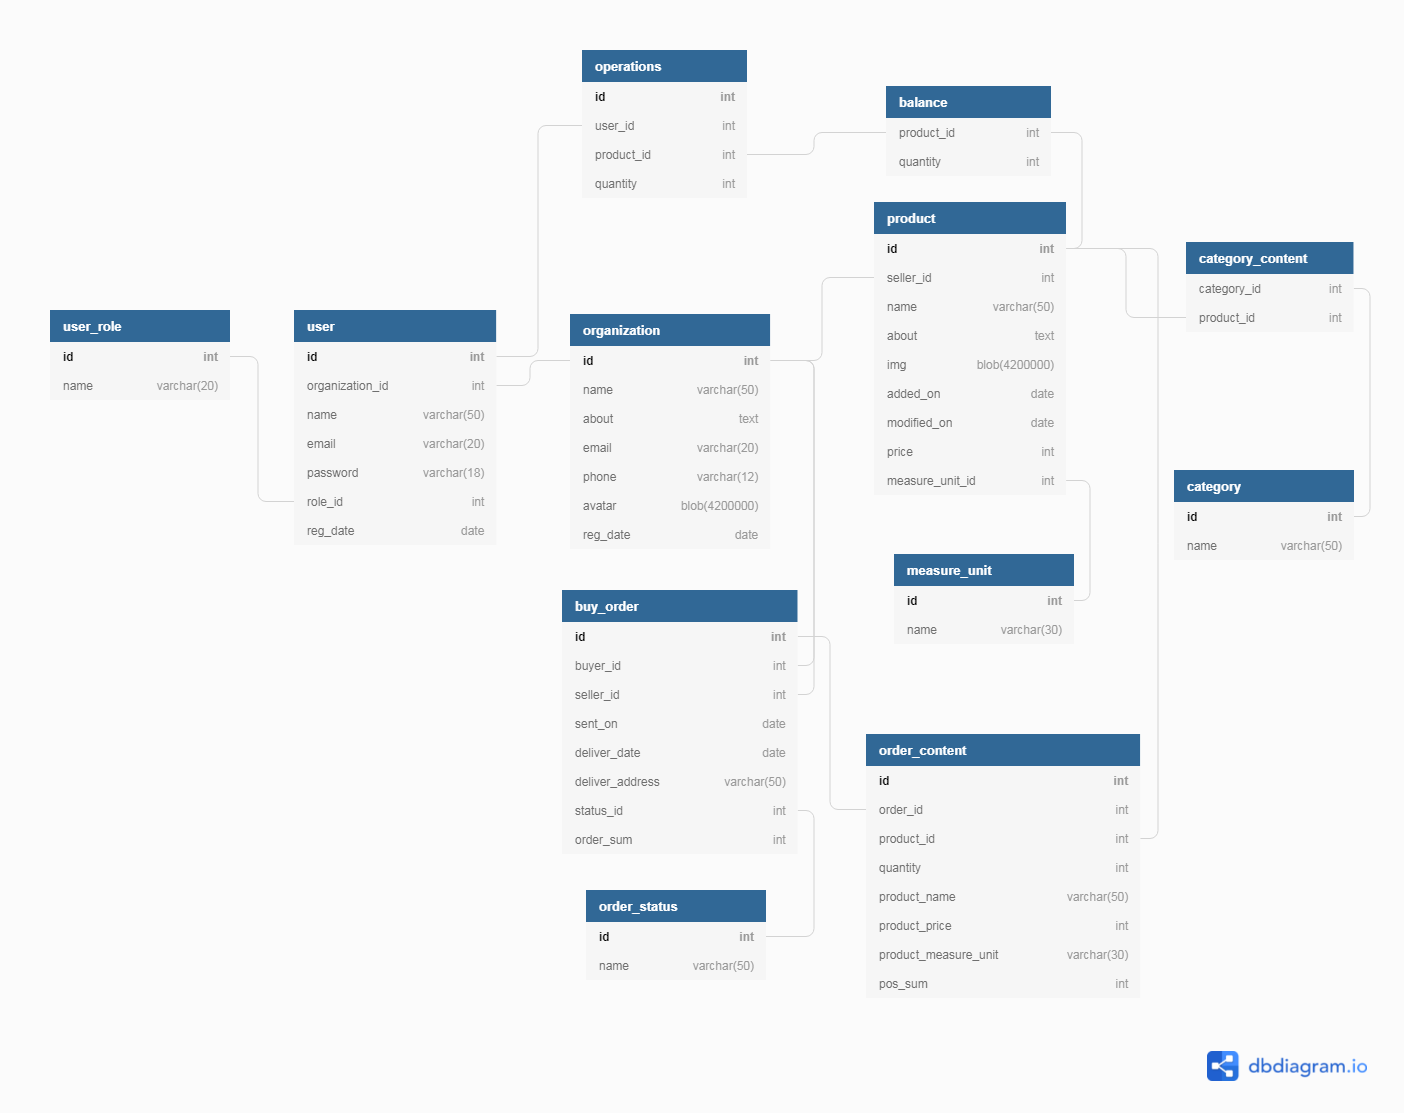 operations
id int
user_id int
product_id int
quantity int
balance
product_id int
quantity int
product
id int
seller_id int
name varchar(50)
about text
img blob(4200000)
added_on date
modified_on date
price int
measure_unit_id int
category_content
category_id int
product_id int
user_role
id int
name varchar(20)
user
id int
organization_id int
name varchar(50)
email varchar(20)
password varchar(18)
role_id int
reg_date date
organization
id int
name varchar(50)
about text
email varchar(20)
phone varchar(12)
avatar blob(4200000)
reg_date date
category
id int
name varchar(50)
measure_unit
id int
name varchar(30)
buy_order
id int
buyer_id int
seller_id int
sent_on date
deliver_date date
deliver_address varchar(50)
status_id int
order_sum int
order_content
id int
order_id int
product_id int
quantity int
product_name varchar(50)
product_price int
product_measure_unit varchar(30)
pos_sum int
order_status
id int
name varchar(50)
dbdiagram.io